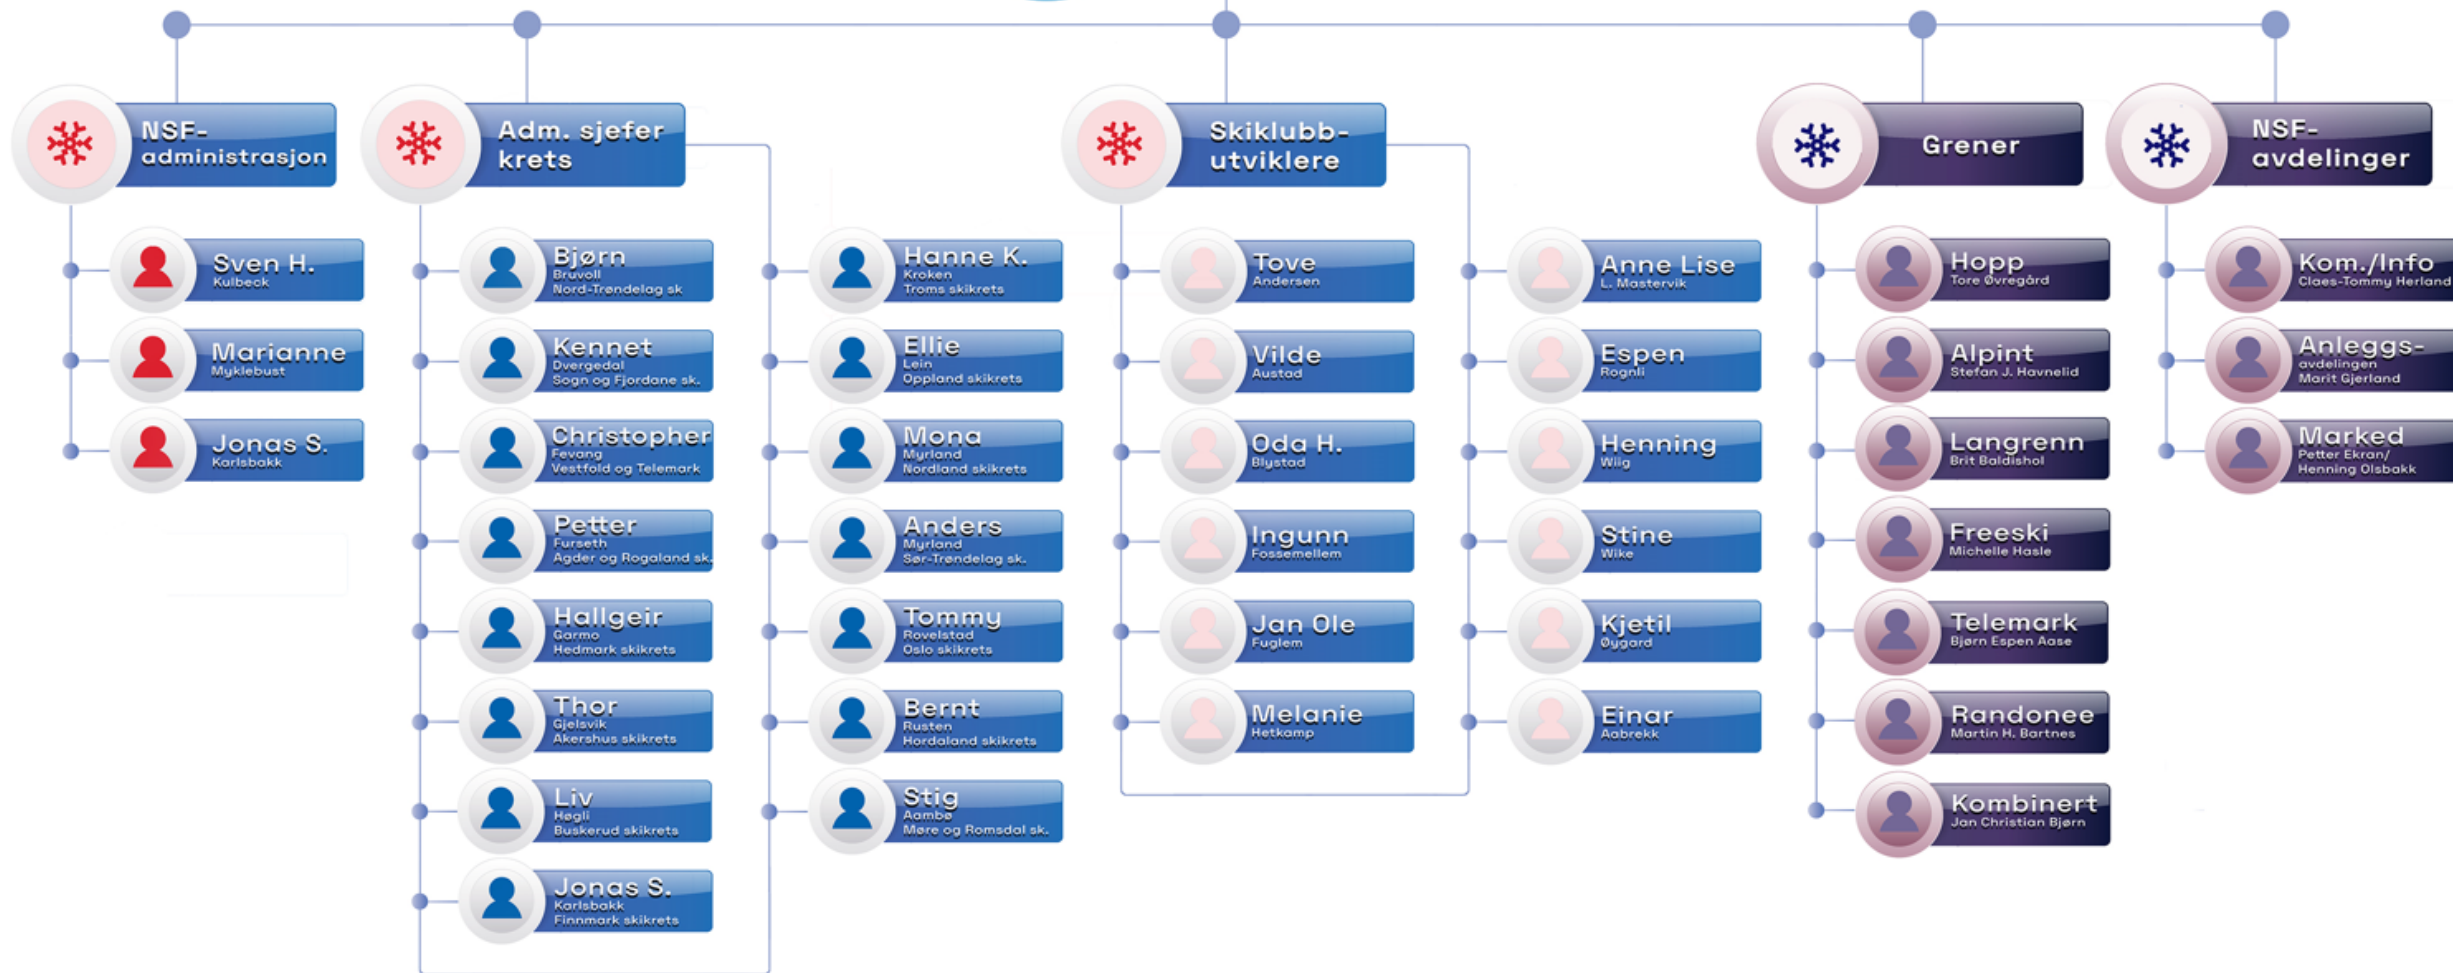 NSF-
administrasjon
Sven H.
Kulbeck
Marianne
Myklebust
Jonas S.
Karlsbakk
Adm. sjefer
krets
Bjørn
Bruvoll
Nord-Trøndelag sk
Kennet
Dvergedal
Sogn og Fjordane sk.
Christopher
Fevang
Vestfold og Telemark
Petter
Furseth
Agder og Rogaland sk.
Hallgeir
Garmo
Hedmark skikrets
Thor
Gjelsvik
Akershus skikrets
Liv
Høgli
Buskerud skikrets
Jonas S.
Karlsbakk
Finnmark skikrets
Hanne K.
Kroken
Troms skikrets
Ellie
Lein
Oppland skikrets
Mona
Myrland
Nordland skikrets
Anders
Myrland
Sør-Trøndelag sk.
Tommy
Rovelstad
Oslo skikrets
Bernt
Rusten
Hordaland skikrets
Stig
Aambø
Møre og Romsdal sk.
Skiklubb-
utviklere
Tove
Andersen
Vilde
Austad
Oda H.
Blystad
Ingunn
Fossemellem
Jan Ole
Fuglem
Melanie
Hetkamp
Anne Lise
L. Mastervik
Espen
Rognli
Henning
Wiig
Stine
Wike
Kjetil
Øygard
Einar
Aabrekk
Grener
Hopp
Tore Øvregård
Alpint
Stefan J. Havnelid
Langrenn
Brit Baldishol
Freeski
Michelle Hasle
Telemark
Bjørn Espen Aase
Randonee
Martin H. Bartnes
Kombinert
Jan Christian Bjørn
NSF-
avdelinger
Kom./Info
Claes-Tommy Herland
Anleggs-
avdelingen
Marit Gjerland
Marked
Petter Ekran/
Henning Olsbakk